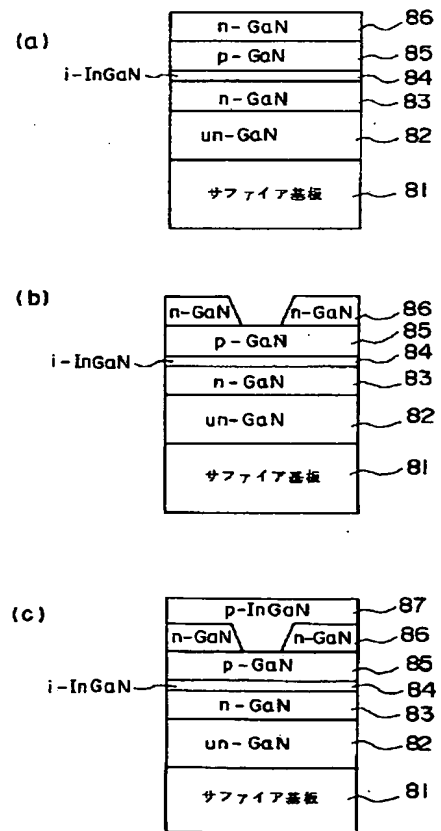 (a)
n-GaN 86
p-GaN 85
i-InGaN 84
n-GaN 83
un-GaN 82
サファイア基板 81
(b)
n-GaN n-GaN 86
p-GaN 85
i-InGaN 84
n-GaN 83
un-GaN 82
サファイア基板 81
(c)
p-InGaN 87
n-GaN n-GaN 86
p-GaN 85
i-InGaN 84
n-GaN 83
un-GaN 82
サファイア基板 81